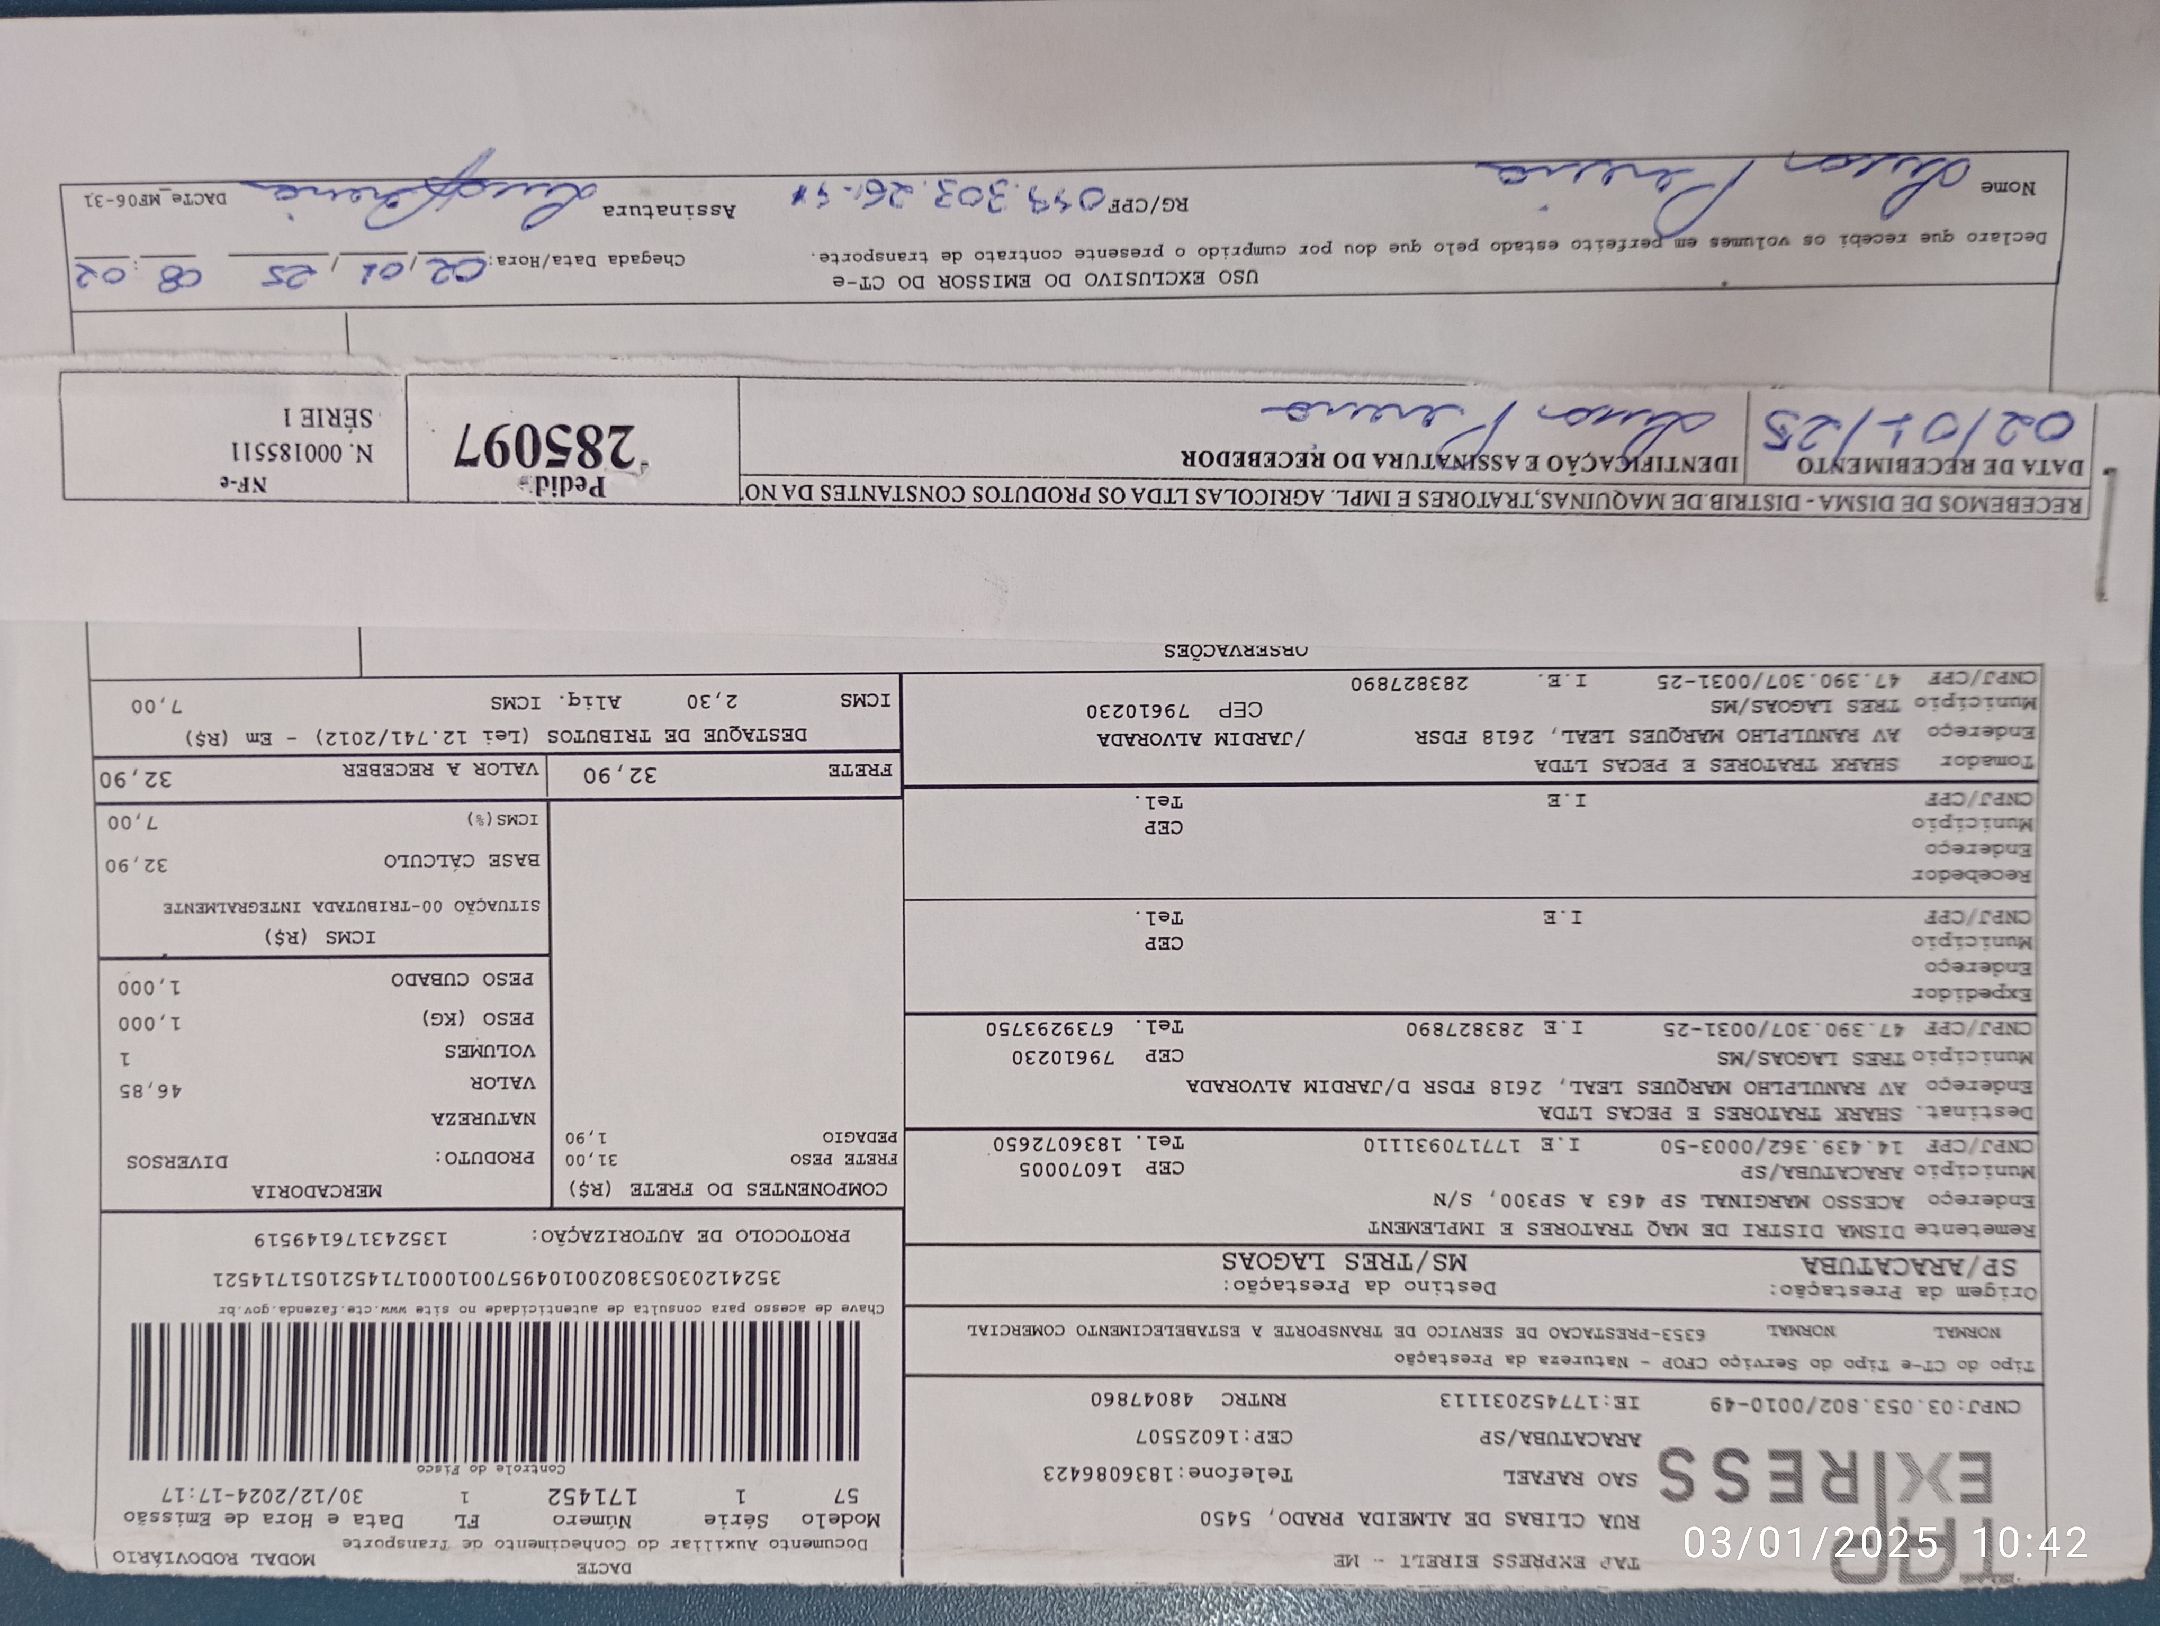 TAP EXPRESS
TAP EXPRESS EIRELI - ME
RUA CLIBAS DE ALMEIDA PRADO, 5450
SAO RAFAEL Telefone:1836086423
ARACATUBA/SP CEP:16025507
CNPJ:03.053.802/0010-49 IE:177452031113 RNTRC 48047860
DACTE MODAL RODOVIÁRIO
Documento Auxiliar do Conhecimento de Transporte
Modelo Série Número FL Data e Hora de Emissão
57 1 171452 1 30/12/2024-17:17
Controle do Fisco
Chave de acesso para consulta de autenticidade no site www.cte.fazenda.gov.br
35241203053802001049570010001714521051714521
PROTOCOLO DE AUTORIZAÇÃO: 135243176149519
Tipo do CT-e Tipo do Serviço CFOP - Natureza da Prestação
NORMAL NORMAL 6353-PRESTACAO DE SERVICO DE TRANSPORTE A ESTABELECIMENTO COMERCIAL
Origem da Prestação: Destino da Prestação:
SP/ARACATUBA MS/TRES LAGOAS
Remetente DISMA DISTRI DE MAQ TRATORES E IMPLEMENT
Endereço ACESSO MARGINAL SP 463 A SP300, S/N
Município ARACATUBA/SP CEP 16070005
CNPJ/CPF 14.439.362/0003-50 I.E 177170931110 Tel. 1836072650
Destinat. SHARK TRATORES E PECAS LTDA
Endereço AV RANULPLHO MARQUES LEAL, 2618 FDSR D/JARDIM ALVORADA
Município TRES LAGOAS/MS CEP 79610230
CNPJ/CPF 47.390.307/0031-25 I.E 283827890 Tel. 6739293750
Expedidor
Endereço
Município CEP
CNPJ/CPF I.E Tel.
Recebedor
Endereço
Município CEP
CNPJ/CPF I.E Tel.
Tomador SHARK TRATORES E PECAS LTDA
Endereço AV RANULPLHO MARQUES LEAL, 2618 FDSR /JARDIM ALVORADA
Município TRES LAGOAS/MS CEP 79610230
CNPJ/CPF 47.390.307/0031-25 I.E. 283827890
COMPONENTES DO FRETE (R$)
FRETE PESO 31,00
PEDAGIO 1,90
MERCADORIA
PRODUTO: DIVERSOS
NATUREZA
VALOR 46,85
VOLUMES 1
PESO (KG) 1,000
PESO CUBADO 1,000
ICMS (R$)
SITUAÇÃO 00-TRIBUTADA INTEGRALMENTE
BASE CÁLCULO 32,90
ICMS(%) 7,00
FRETE 32,90 VALOR A RECEBER 32,90
DESTAQUE DE TRIBUTOS (Lei 12.741/2012) - Em (R$)
ICMS 2,30 Aliq. ICMS 7,00
OBSERVAÇÕES
RECEBEMOS DE DISMA - DISTRIB.DE MAQUINAS,TRATORES E IMPL. AGRICOLAS LTDA OS PRODUTOS CONSTANTES DA NO
DATA DE RECEBIMENTO IDENTIFICAÇÃO E ASSINATURA DO RECEBEDOR
02/01/25 Lucas Pereira
Pedid
285097
NF-e
N. 000185511
SÉRIE 1
USO EXCLUSIVO DO EMISSOR DO CT-e
Declaro que recebi os volumes em perfeito estado pelo que dou por cumprido o presente contrato de transporte.
Chegada Data/Hora: 02/01/25 08:02
Nome Lucas Pereira RG/CPF Assinatura Lucas Pereira DACTe_MF06-31
03/01/2025 10:42